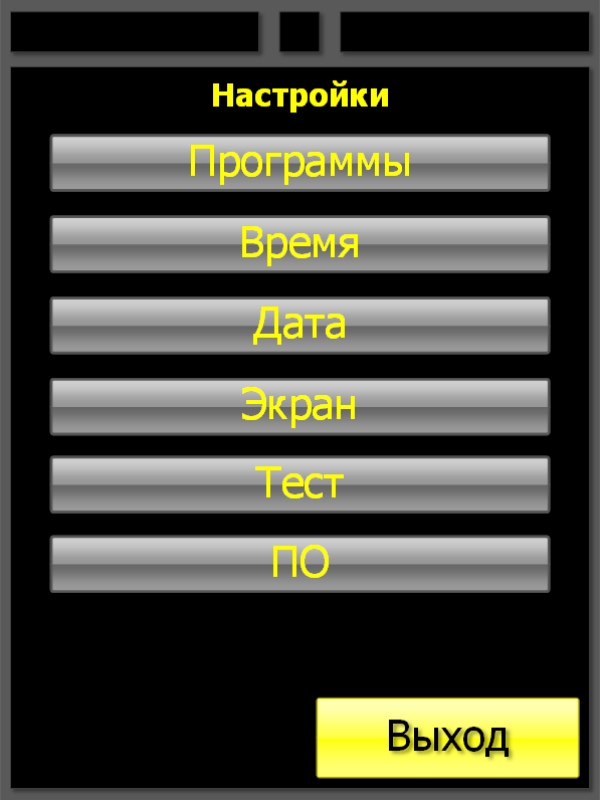 Настройки
Программы
Время
Дата
Экран
Тест
ПО
Выход